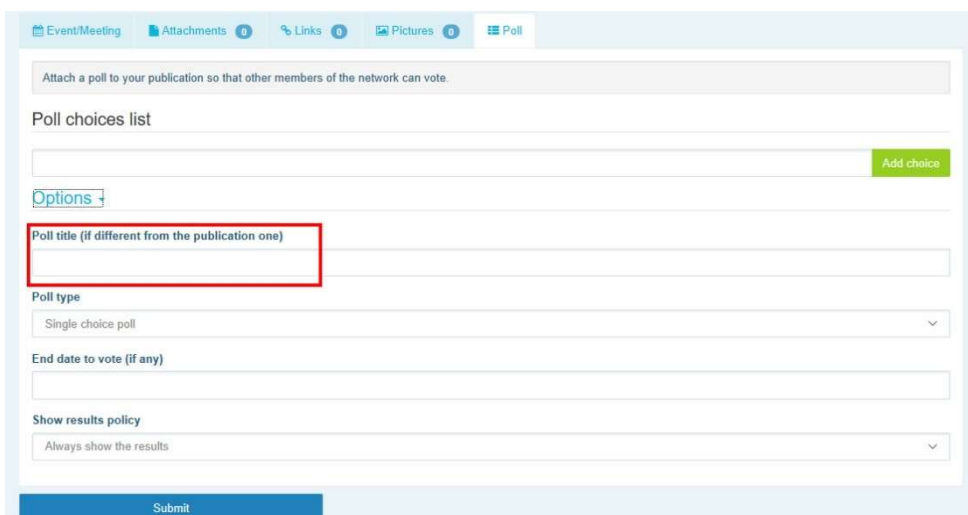 Event/Meeting Attachments 0 Links 0 Pictures 0 Poll
Attach a poll to your publication so that other members of the network can vote.
Poll choices list
Add choice
Options
Poll title (if different from the publication one)
Poll type
Single choice poll
End date to vote (if any)
Show results policy
Always show the results
Submit